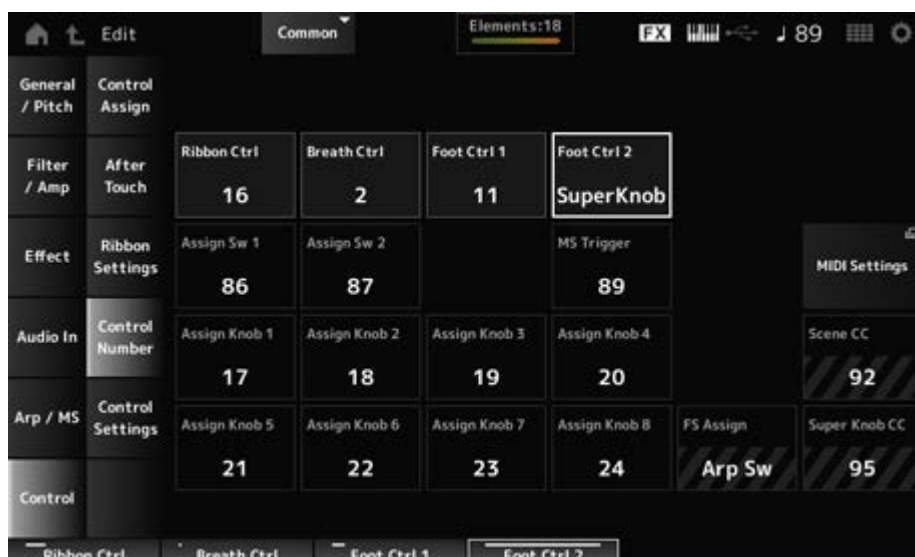 Edit
Common
Elements:18
FX
♩ 89
General / Pitch
Control Assign
Filter / Amp
After Touch
Ribbon Ctrl
16
Breath Ctrl
2
Foot Ctrl 1
11
Foot Ctrl 2
SuperKnob
Effect
Ribbon Settings
Assign Sw 1
86
Assign Sw 2
87
MS Trigger
89
MIDI Settings
Audio In
Control Number
Assign Knob 1
17
Assign Knob 2
18
Assign Knob 3
19
Assign Knob 4
20
Scene CC
92
Arp / MS
Control Settings
Assign Knob 5
21
Assign Knob 6
22
Assign Knob 7
23
Assign Knob 8
24
FS Assign
Arp Sw
Super Knob CC
95
Control
Ribbon Ctrl
Breath Ctrl
Foot Ctrl 1
Foot Ctrl 2